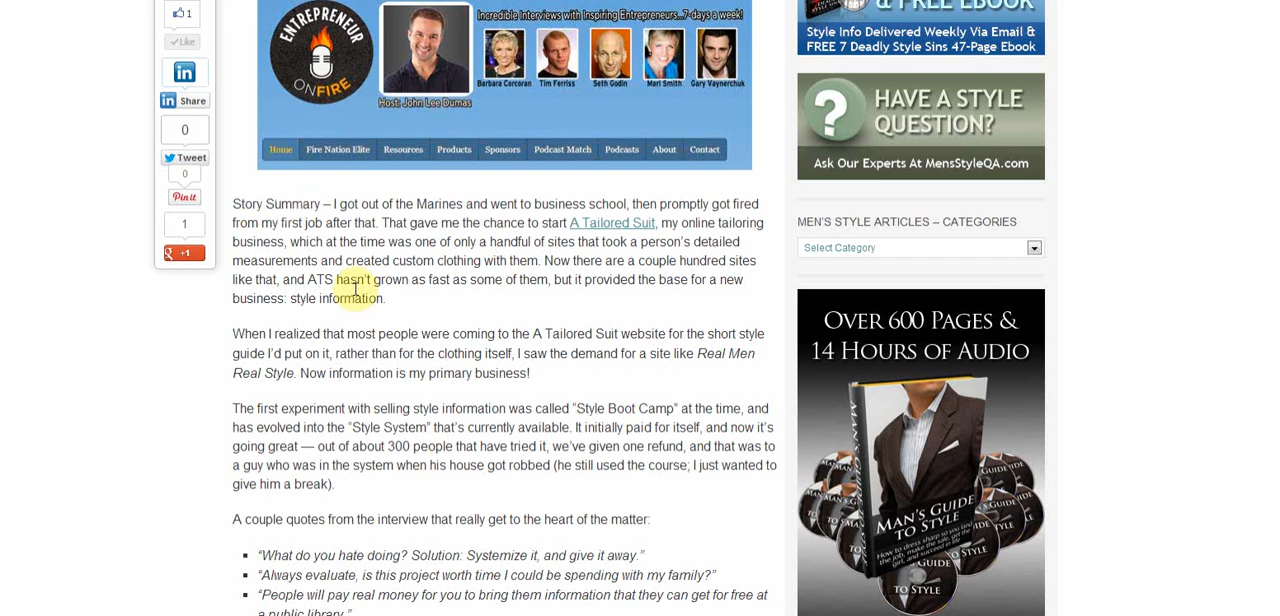 1
Like
in
in Share
0
Tweet
0
Pin it
1
+1
ENTREPRENEUR
ON FIRE
Incredible Interviews with Inspiring Entrepreneurs...7-days a week!
Barbara Corcoran Tim Ferriss Seth Godin Mari Smith Gary Vaynerchuk
Host: John Lee Dumas
Home Fire Nation Elite Resources Products Sponsors Podcast Match Podcasts About Contact
Story Summary – I got out of the Marines and went to business school, then promptly got fired
from my first job after that. That gave me the chance to start A Tailored Suit, my online tailoring
business, which at the time was one of only a handful of sites that took a person's detailed
measurements and created custom clothing with them. Now there are a couple hundred sites
like that, and ATS hasn't grown as fast as some of them, but it provided the base for a new
business: style information.
When I realized that most people were coming to the A Tailored Suit website for the short style
guide I'd put on it, rather than for the clothing itself, I saw the demand for a site like Real Men
Real Style. Now information is my primary business!
The first experiment with selling style information was called “Style Boot Camp” at the time, and
has evolved into the “Style System” that's currently available. It initially paid for itself, and now it's
going great — out of about 300 people that have tried it, we've given one refund, and that was to
a guy who was in the system when his house got robbed (he still used the course; I just wanted to
give him a break).
A couple quotes from the interview that really get to the heart of the matter:
“What do you hate doing? Solution: Systemize it, and give it away.”
“Always evaluate, is this project worth time I could be spending with my family?”
“People will pay real money for you to bring them information that they can get for free at
a public library.”
& FREE EBOOK
Style Info Delivered Weekly Via Email &
FREE 7 Deadly Style Sins 47-Page Ebook
?
HAVE A STYLE
QUESTION?
Ask Our Experts At MensStyleQA.com
MEN'S STYLE ARTICLES – CATEGORIES
Select Category
OVER 600 PAGES &
14 HOURS OF AUDIO
MAN'S GUIDE
TO STYLE
GUIDE
TO STYLE